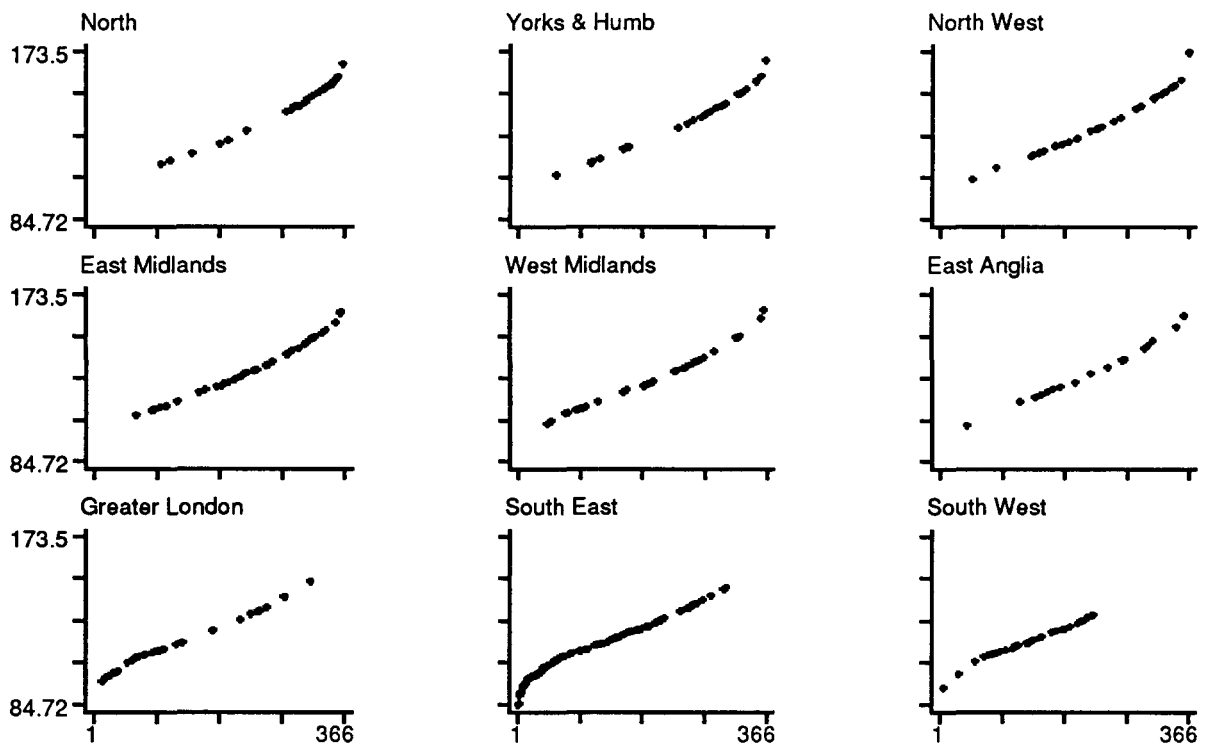 North
Yorks & Humb
North West
173.5
84.72
East Midlands
West Midlands
East Anglia
173.5
84.72
Greater London
South East
South West
173.5
84.72
1
366
1
366
1
366